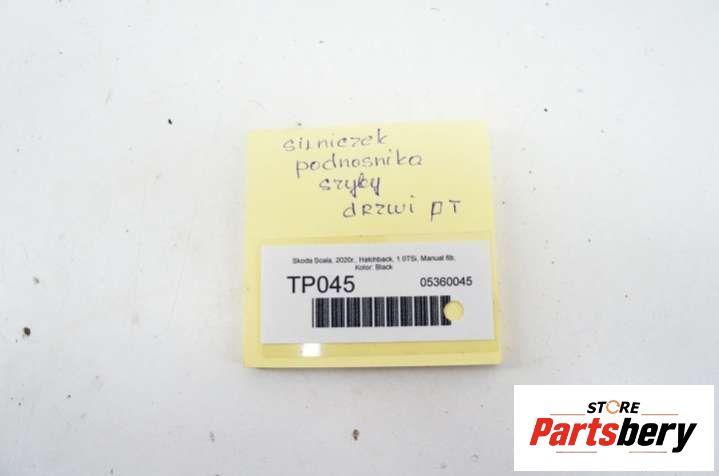 silniczek
podnosnika
szyby
drzwi PT
Skoda Scala, 2020r., Hatchback, 1.0TSi, Manual 6b,
Kolor: Black
TP045
05360045
STORE
Partsbery